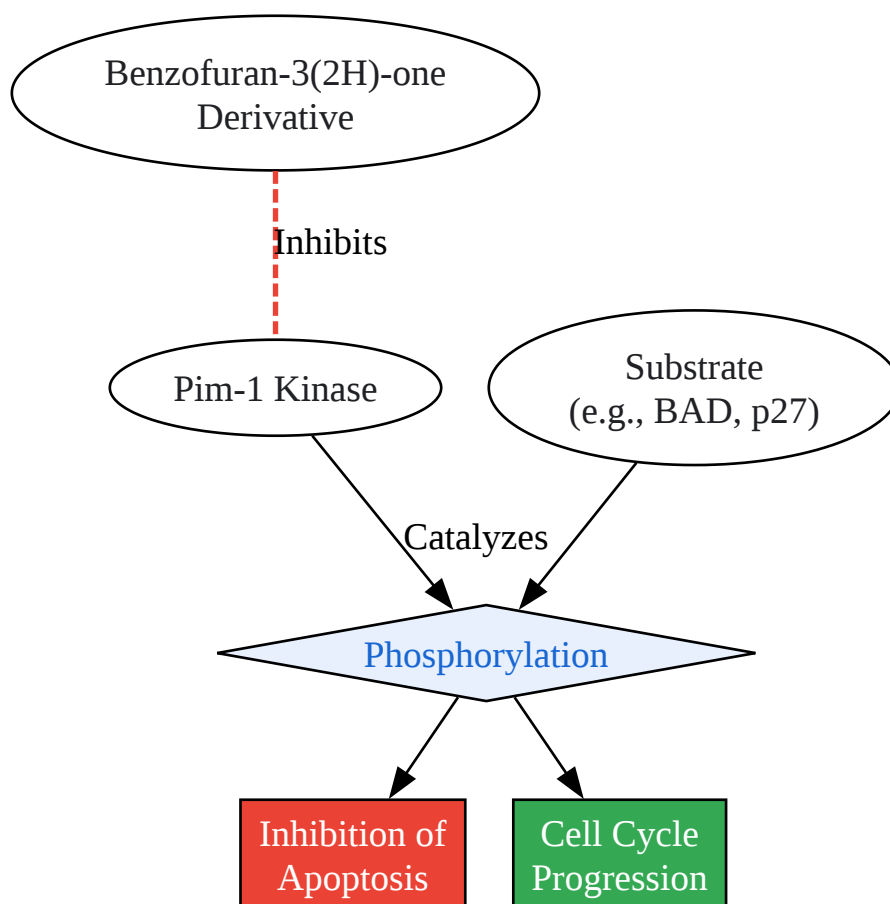 Benzofuran-3(2H)-one
Derivative
Inhibits
Pim-1 Kinase
Substrate
(e.g., BAD, p27)
Catalyzes
Phosphorylation
Inhibition of
Apoptosis
Cell Cycle
Progression